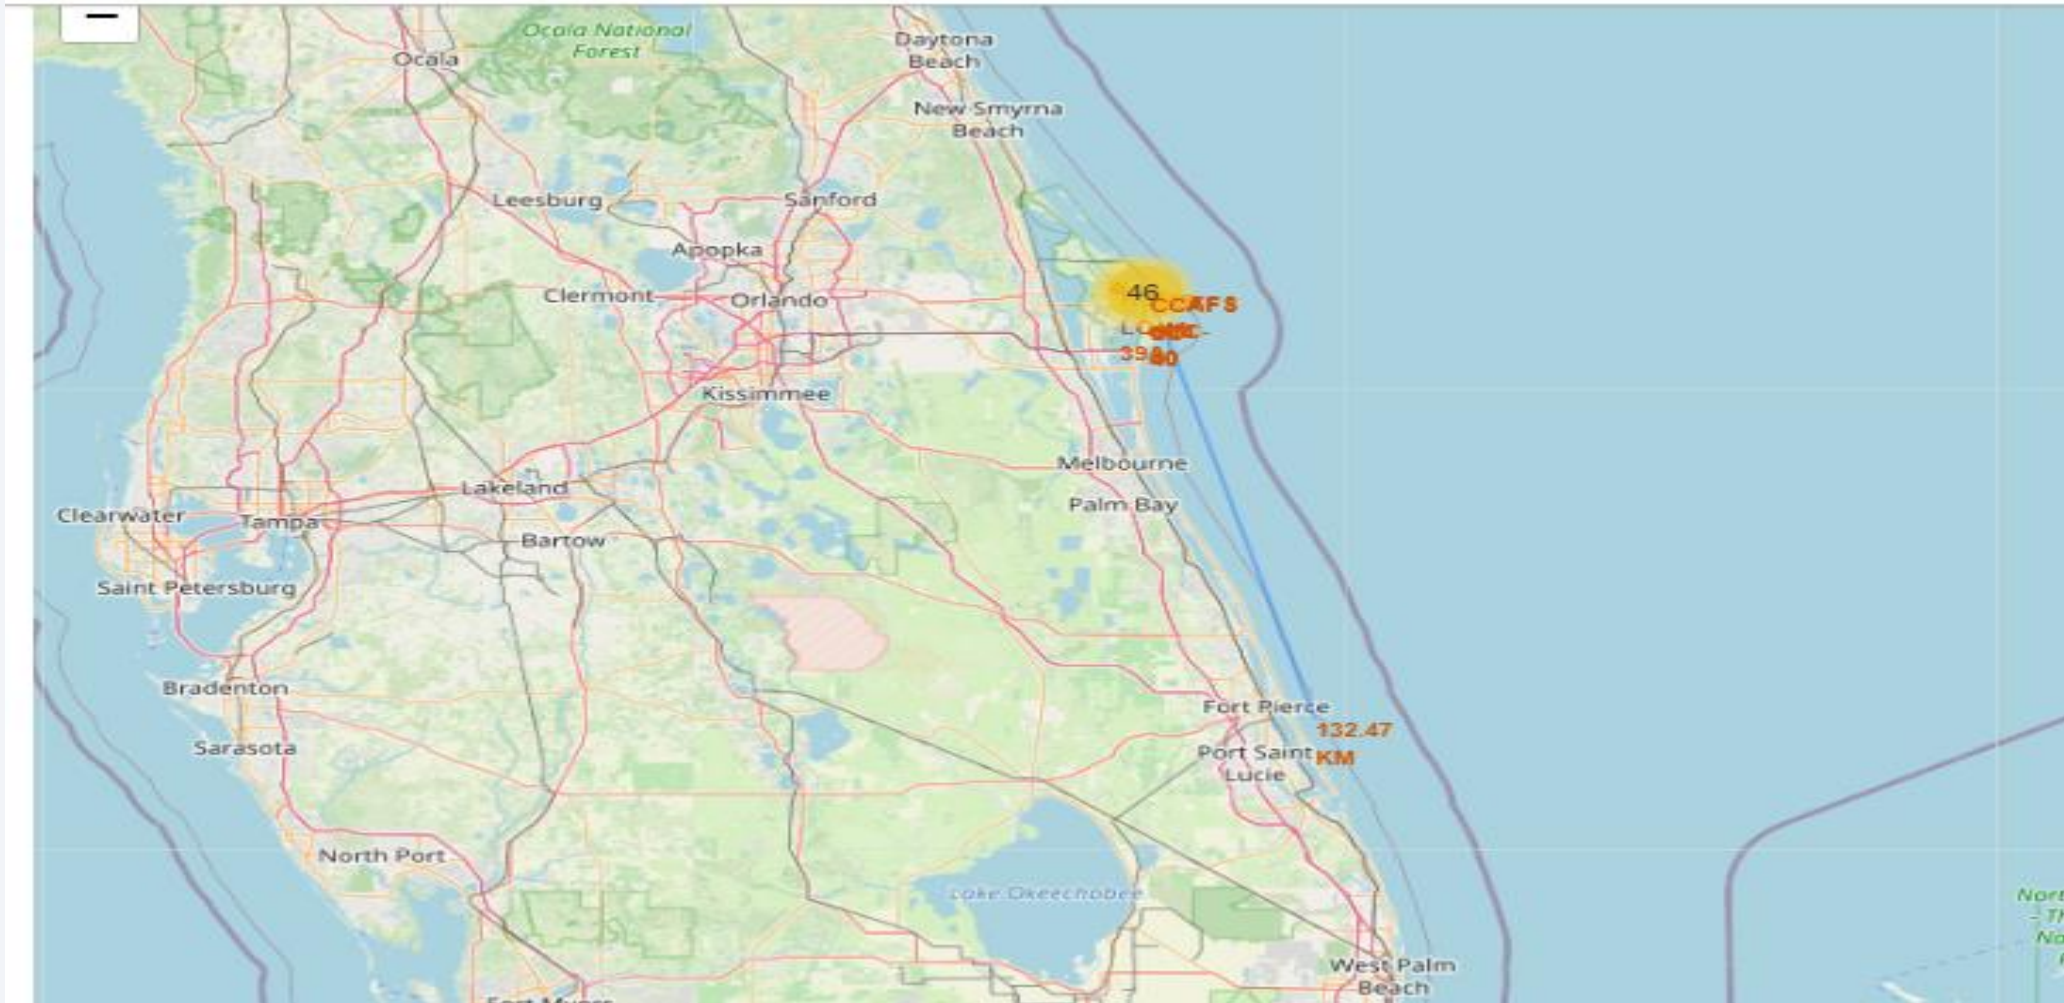 Ocala National
Forest
Ocala
Daytona
Beach
New Smyrna
Beach
Leesburg
Sanford
Apopka
Clermont
Orlando
46
CCAFS
Kissimmee
Melbourne
Lakeland
Palm Bay
Clearwater
Tampa
Bartow
Saint Petersburg
Bradenton
Fort Pierce
132.47
KM
Sarasota
Port Saint
Lucie
North Port
Lake Okeechobee
West Palm
Beach
Fort Myers